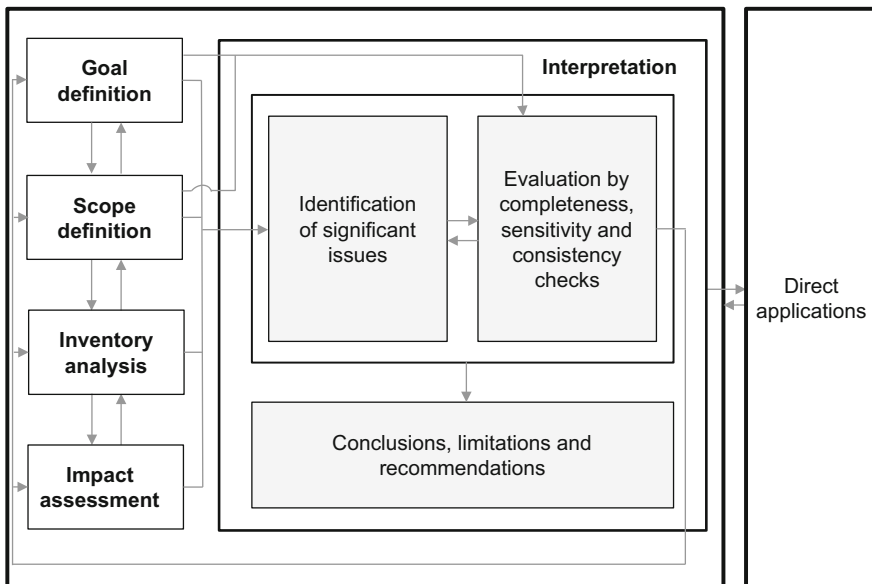 Goal
definition
Scope
definition
Inventory
analysis
Impact
assessment
Interpretation
Identification
of significant
issues
Evaluation by
completeness,
sensitivity and
consistency
checks
Conclusions, limitations and
recommendations
Direct
applications